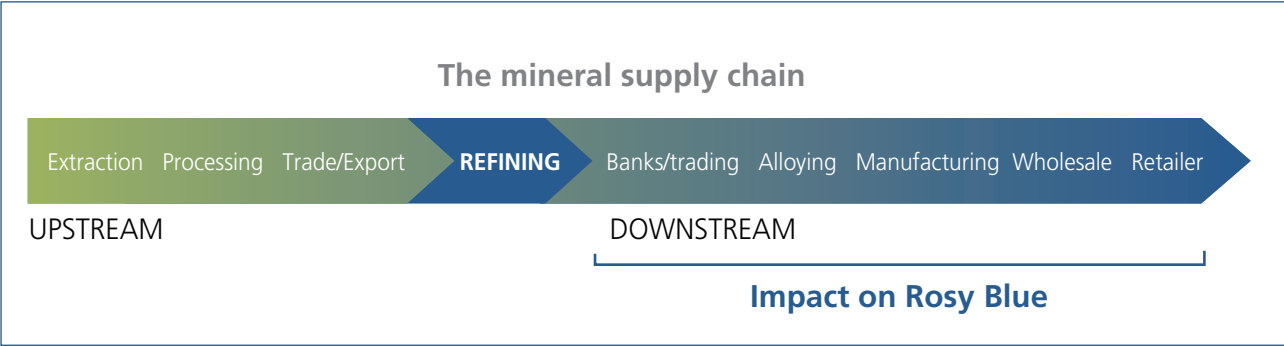 The mineral supply chain
Extraction Processing Trade/Export REFINING Banks/trading Alloying Manufacturing Wholesale Retailer
UPSTREAM DOWNSTREAM
Impact on Rosy Blue